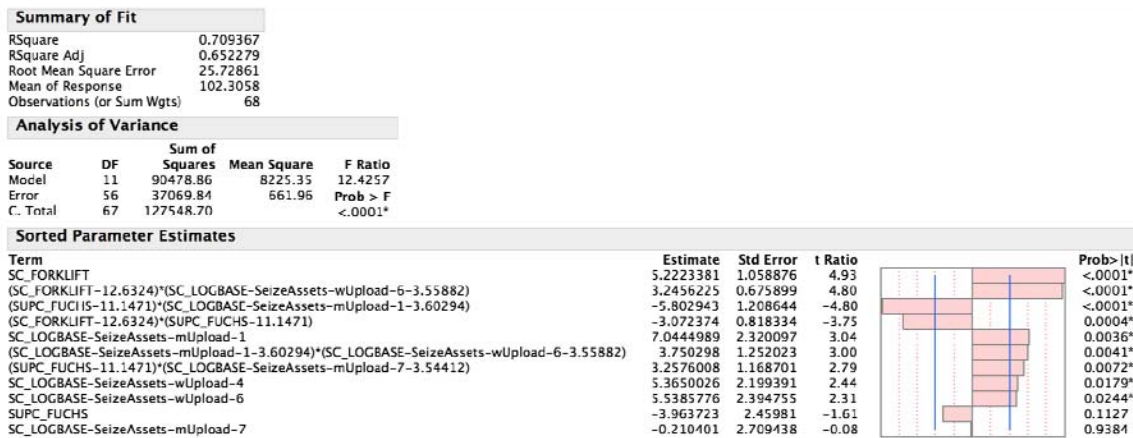 Summary of Fit
RSquare 0.709367
RSquare Adj 0.652279
Root Mean Square Error 25.72861
Mean of Response 102.3058
Observations (or Sum Wgts) 68
Analysis of Variance
Sum of
Source DF Squares Mean Square F Ratio
Model 11 90478.86 8225.35 12.4257
Error 56 37069.84 661.96 Prob > F
C. Total 67 127548.70 <.0001*
Sorted Parameter Estimates
Term Estimate Std Error t Ratio Prob>|t|
SC_FORKLIFT 5.2223381 1.058876 4.93 <.0001*
(SC_FORKLIFT-12.6324)*(SC_LOGBASE-SeizeAssets-wUpload-6-3.55882) 3.2456225 0.675899 4.80 <.0001*
(SUPC_FUCHS-11.1471)*(SC_LOGBASE-SeizeAssets-mUpload-1-3.60294) -5.802943 1.208644 -4.80 <.0001*
(SC_FORKLIFT-12.6324)*(SUPC_FUCHS-11.1471) -3.072374 0.818334 -3.75 0.0004*
SC_LOGBASE-SeizeAssets-mUpload-1 7.0444989 2.320097 3.04 0.0036*
(SC_LOGBASE-SeizeAssets-mUpload-1-3.60294)*(SC_LOGBASE-SeizeAssets-wUpload-6-3.55882) 3.750298 1.252023 3.00 0.0041*
(SUPC_FUCHS-11.1471)*(SC_LOGBASE-SeizeAssets-mUpload-7-3.54412) 3.2576008 1.168701 2.79 0.0072*
SC_LOGBASE-SeizeAssets-wUpload-4 5.3650026 2.199391 2.44 0.0179*
SC_LOGBASE-SeizeAssets-wUpload-6 5.5385776 2.394755 2.31 0.0244*
SUPC_FUCHS -3.963723 2.45981 -1.61 0.1127
SC_LOGBASE-SeizeAssets-mUpload-7 -0.210401 2.709438 -0.08 0.9384